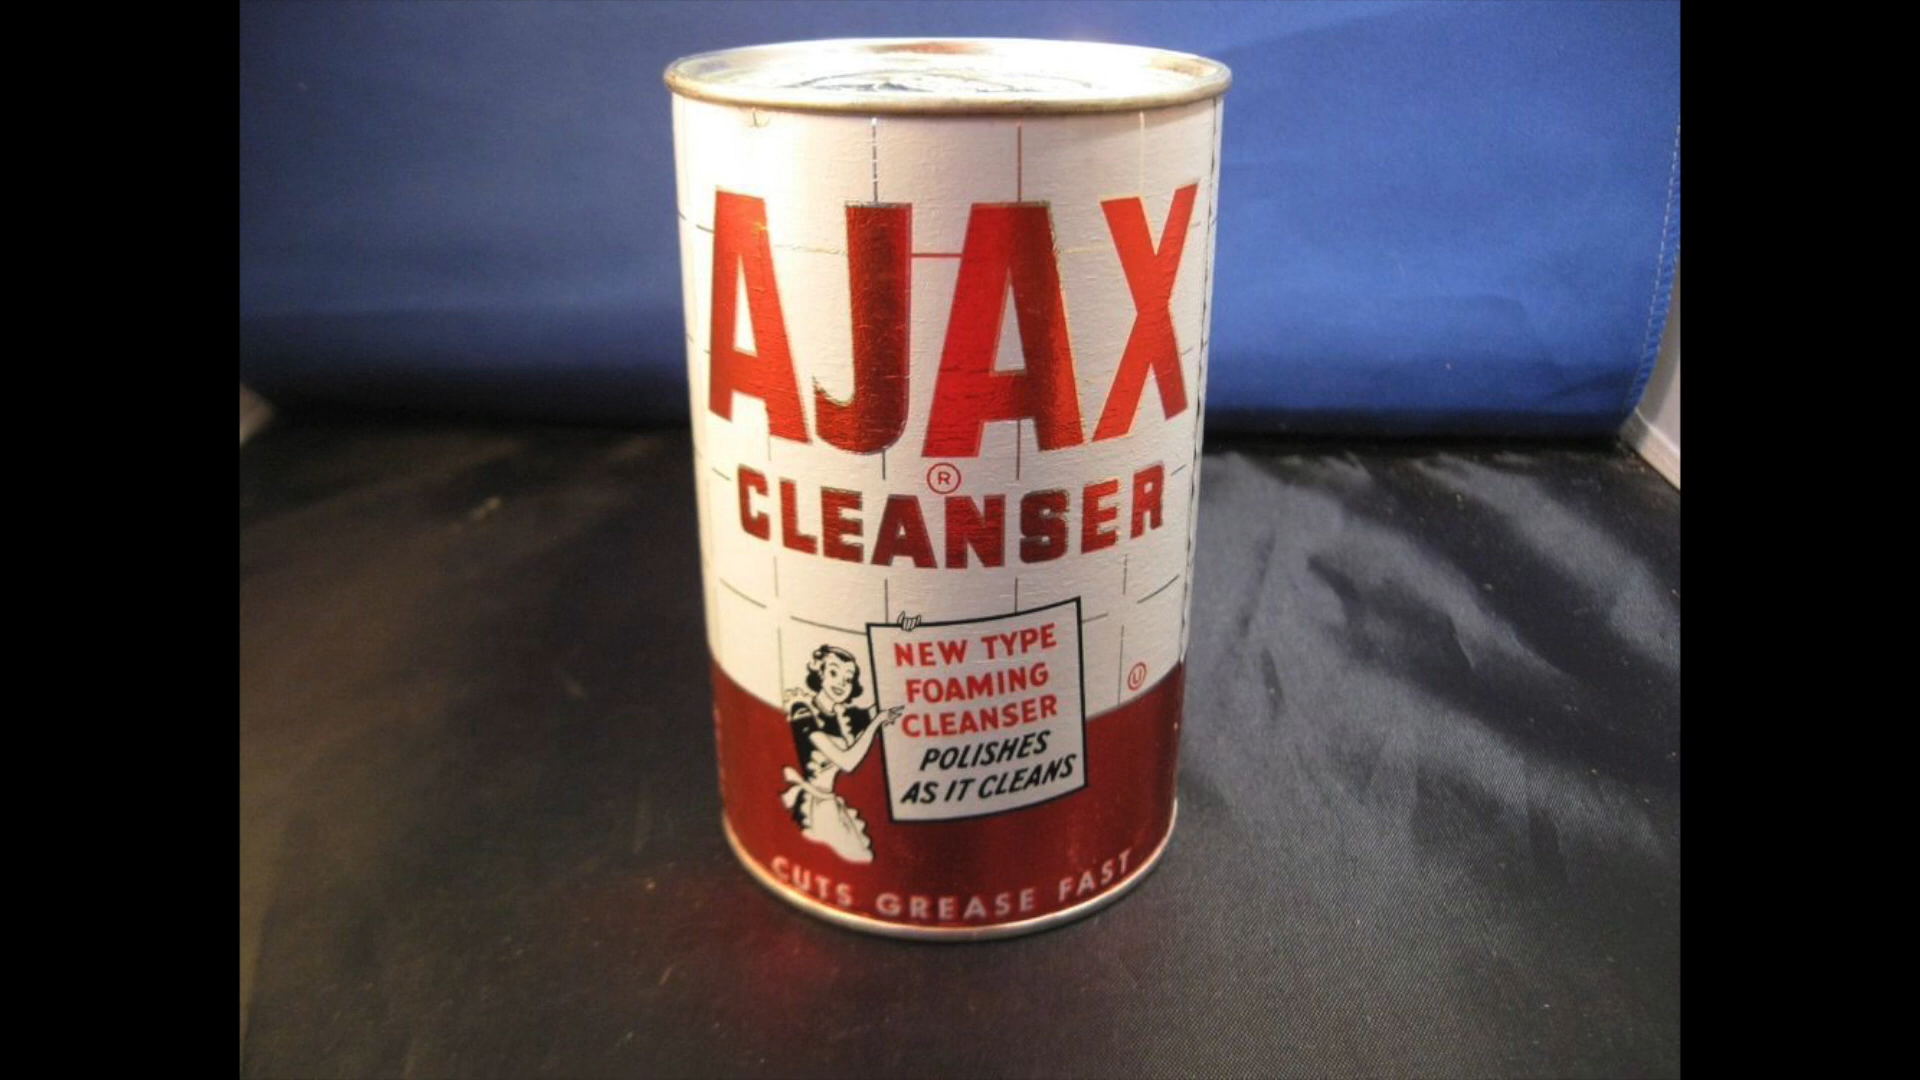 AJAX
®
CLEANSER
NEW TYPE
FOAMING
CLEANSER
POLISHES
AS IT CLEANS
Ⓤ
CUTS GREASE FAST